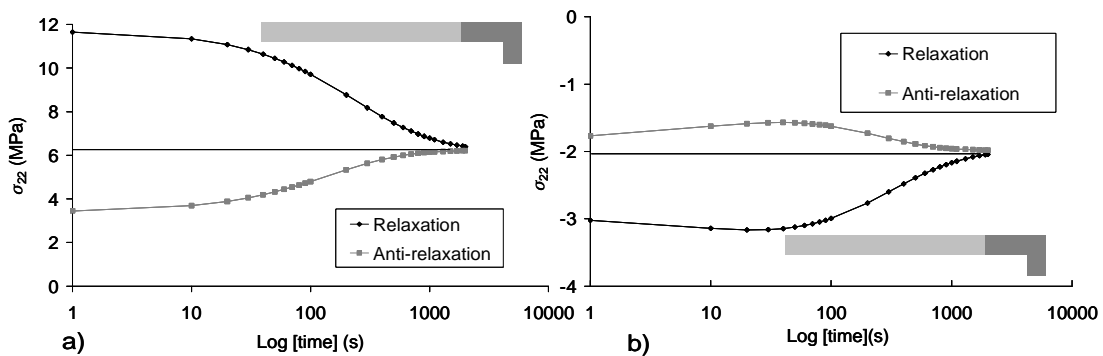 12
10
8
6
4
2
0
σ22 (MPa)
Relaxation
Anti-relaxation
1 10 100 1000 10000
a) Log [time] (s)
-0
-1
-2
-3
-4
σ22 (MPa)
Relaxation
Anti-relaxation
1 10 100 1000 10000
b) Log [time](s)